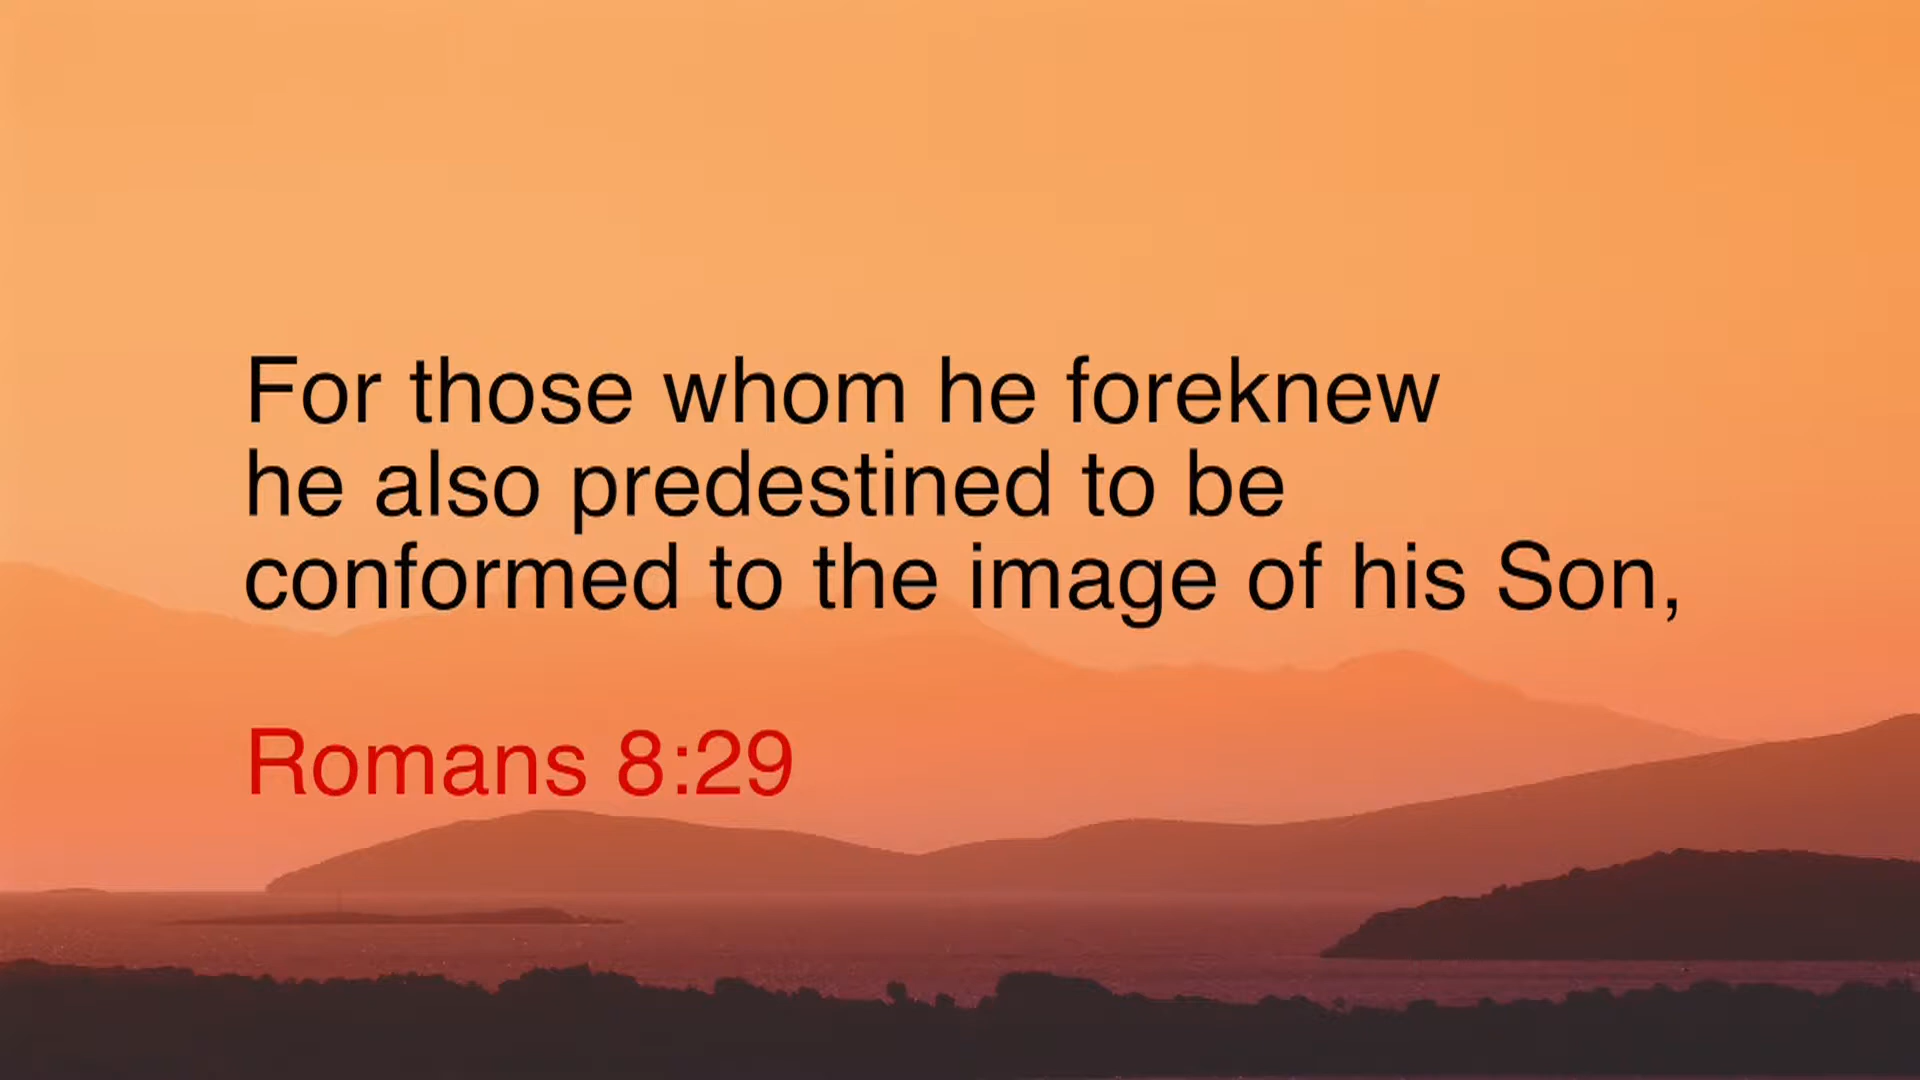 For those whom he foreknew
he also predestined to be
conformed to the image of his Son,
Romans 8:29